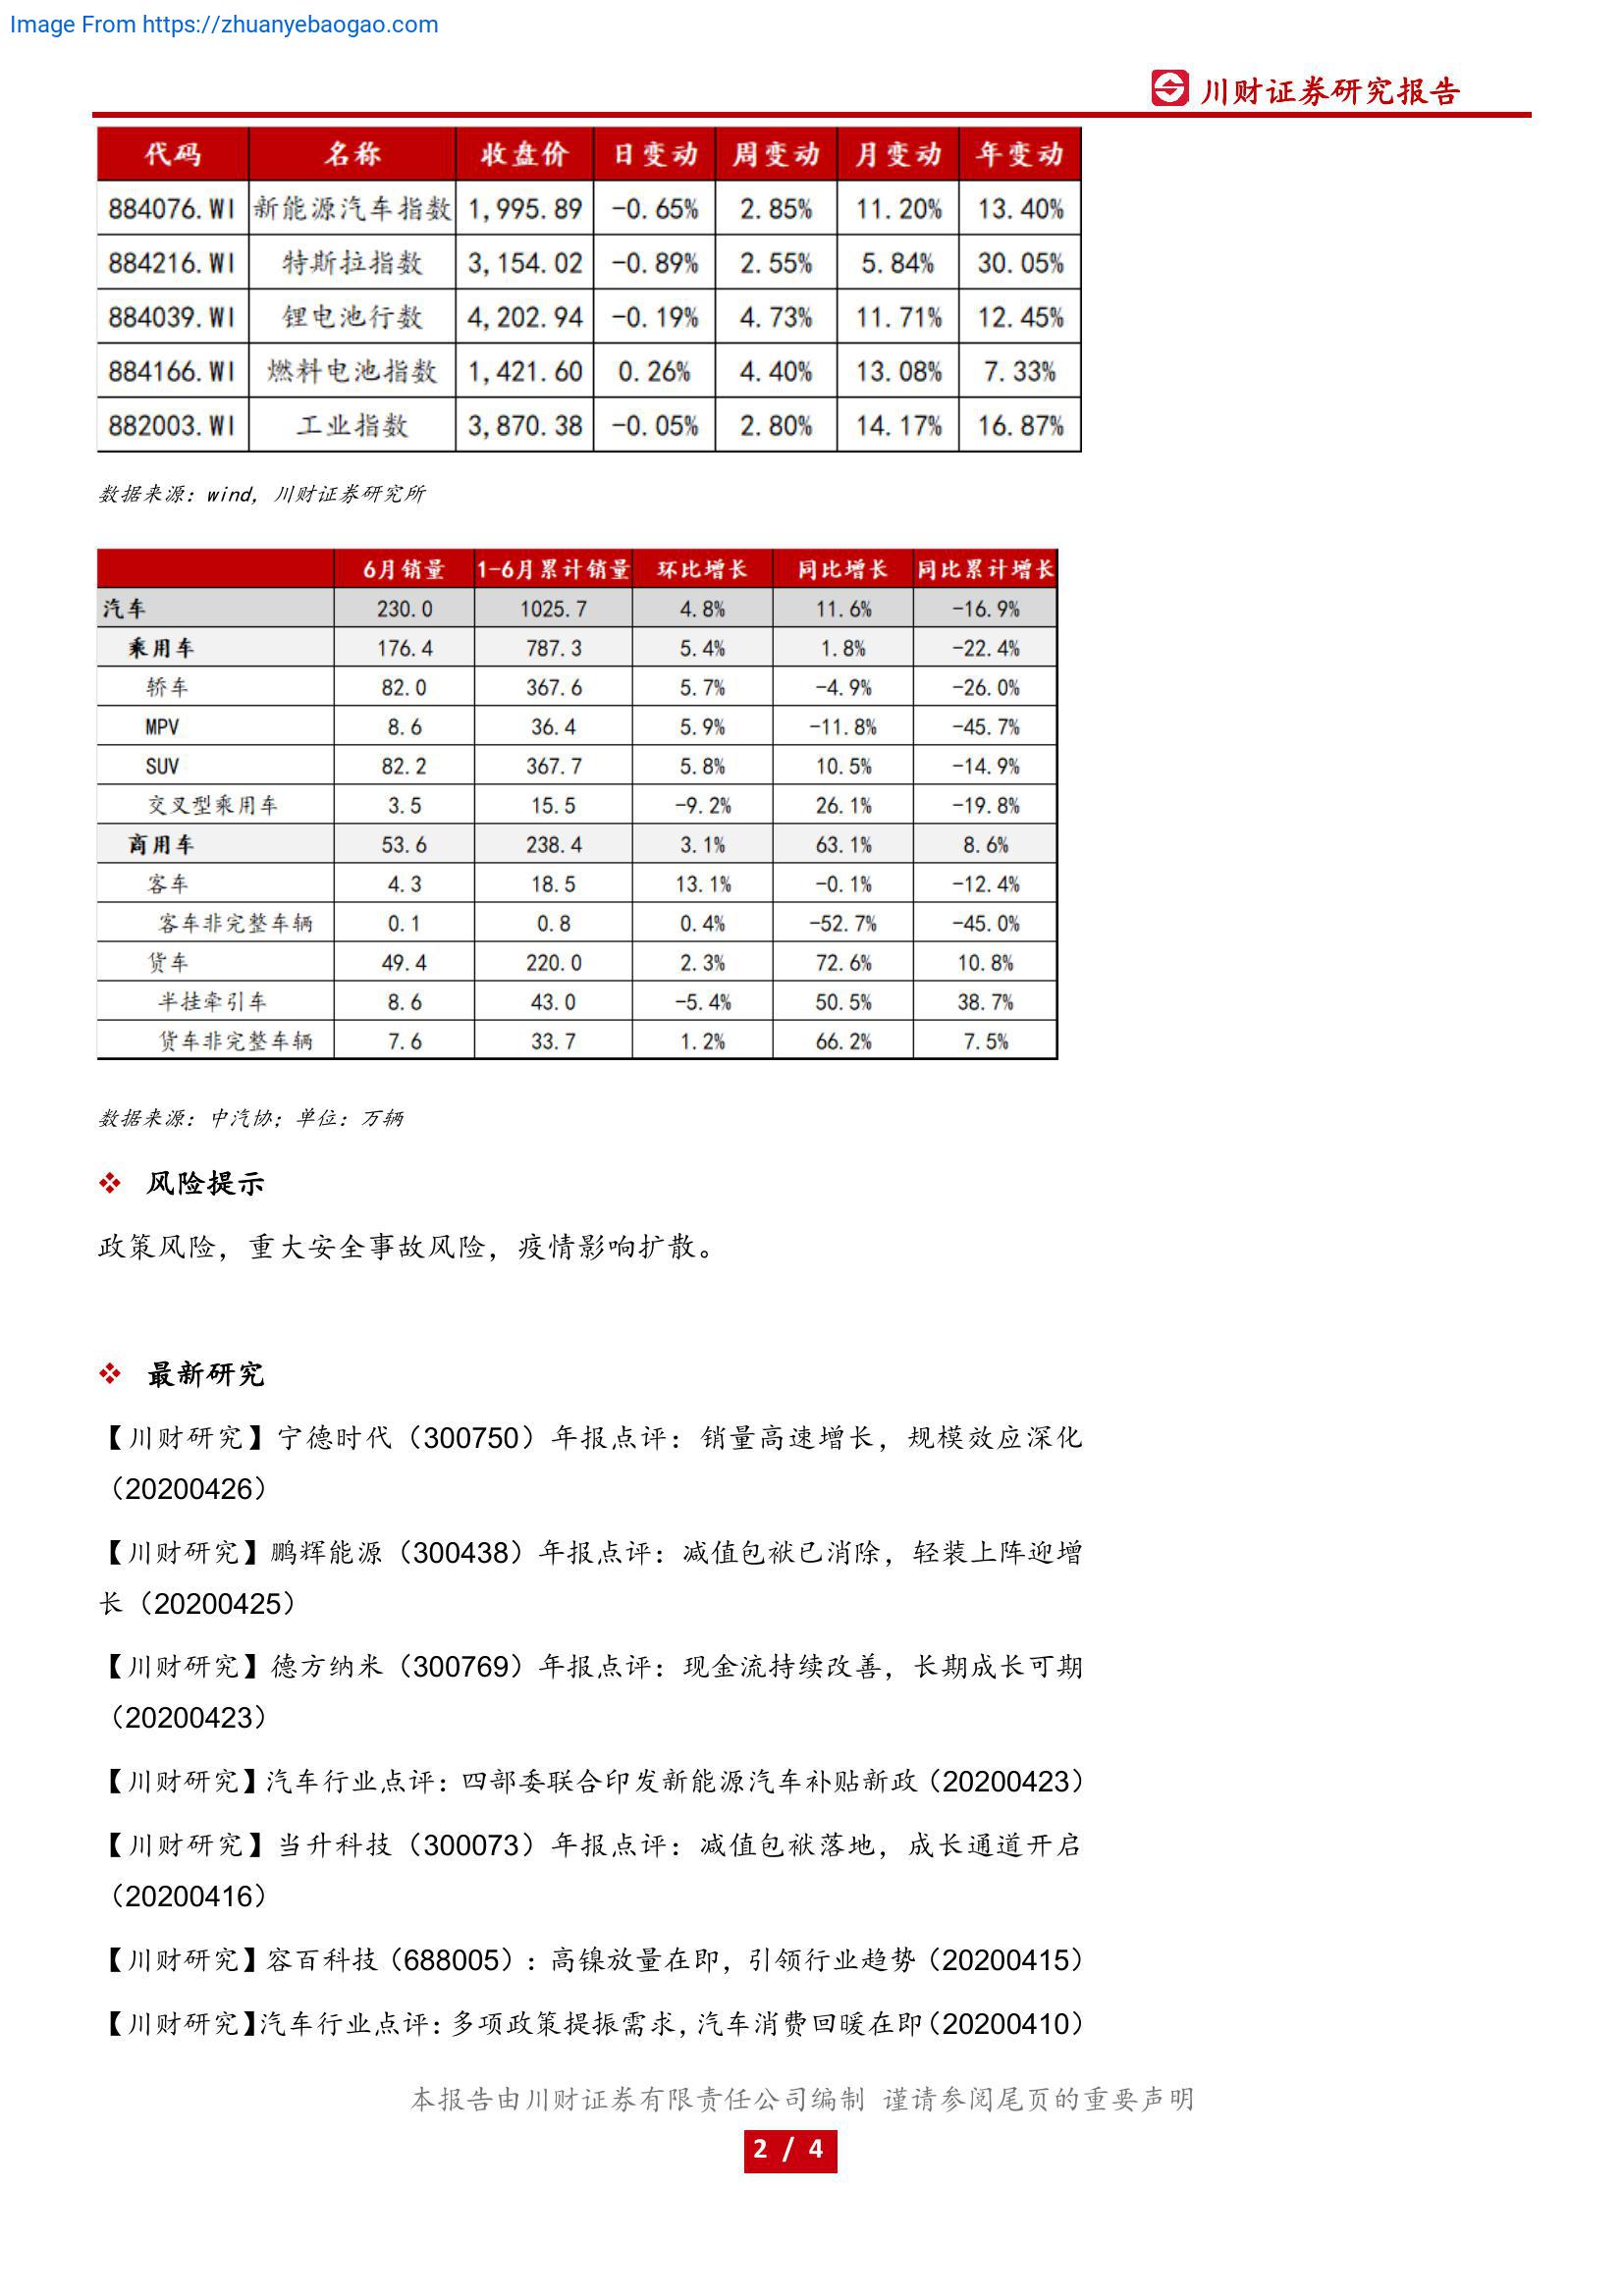 Image From https://zhuanyebaogao.com
川财证券研究报告
代码 名称 收盘价 日变动 周变动 月变动 年变动
884076.WI 新能源汽车指数 1,995.89 -0.65% 2.85% 11.20% 13.40%
884216.WI 特斯拉指数 3,154.02 -0.89% 2.55% 5.84% 30.05%
884039.WI 锂电池行数 4,202.94 -0.19% 4.73% 11.71% 12.45%
884166.WI 燃料电池指数 1,421.60 0.26% 4.40% 13.08% 7.33%
882003.WI 工业指数 3,870.38 -0.05% 2.80% 14.17% 16.87%
数据来源：wind，川财证券研究所
6月销量 1-6月累计销量 环比增长 同比增长 同比累计增长
汽车 230.0 1025.7 4.8% 11.6% -16.9%
乘用车 176.4 787.3 5.4% 1.8% -22.4%
轿车 82.0 367.6 5.7% -4.9% -26.0%
MPV 8.6 36.4 5.9% -11.8% -45.7%
SUV 82.2 367.7 5.8% 10.5% -14.9%
交叉型乘用车 3.5 15.5 -9.2% 26.1% -19.8%
商用车 53.6 238.4 3.1% 63.1% 8.6%
客车 4.3 18.5 13.1% -0.1% -12.4%
客车非完整车辆 0.1 0.8 0.4% -52.7% -45.0%
货车 49.4 220.0 2.3% 72.6% 10.8%
半挂牵引车 8.6 43.0 -5.4% 50.5% 38.7%
货车非完整车辆 7.6 33.7 1.2% 66.2% 7.5%
数据来源：中汽协；单位：万辆
❖ 风险提示
政策风险，重大安全事故风险，疫情影响扩散。
❖ 最新研究
【川财研究】宁德时代（300750）年报点评：销量高速增长，规模效应深化
（20200426）
【川财研究】鹏辉能源（300438）年报点评：减值包袱已消除，轻装上阵迎增
长（20200425）
【川财研究】德方纳米（300769）年报点评：现金流持续改善，长期成长可期
（20200423）
【川财研究】汽车行业点评：四部委联合印发新能源汽车补贴新政（20200423）
【川财研究】当升科技（300073）年报点评：减值包袱落地，成长通道开启
（20200416）
【川财研究】容百科技（688005）：高镍放量在即，引领行业趋势（20200415）
【川财研究】汽车行业点评：多项政策提振需求，汽车消费回暖在即（20200410）
本报告由川财证券有限责任公司编制 谨请参阅尾页的重要声明
2 / 4